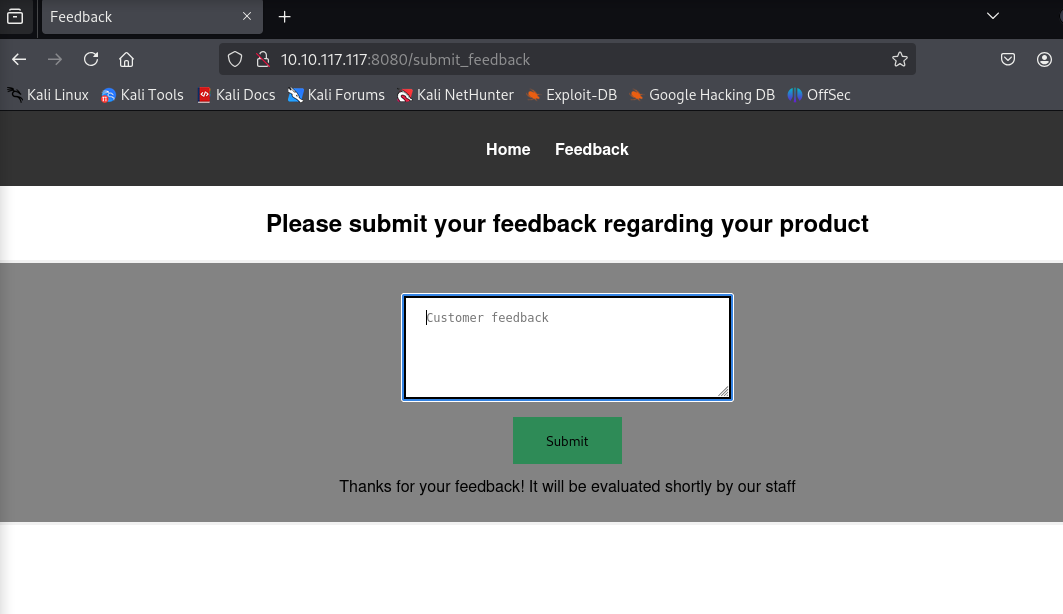 Feedback
10.10.117.117:8080/submit_feedback
Kali Linux Kali Tools Kali Docs Kali Forums Kali NetHunter Exploit-DB Google Hacking DB OffSec
Home Feedback
Please submit your feedback regarding your product
Customer feedback
Submit
Thanks for your feedback! It will be evaluated shortly by our staff